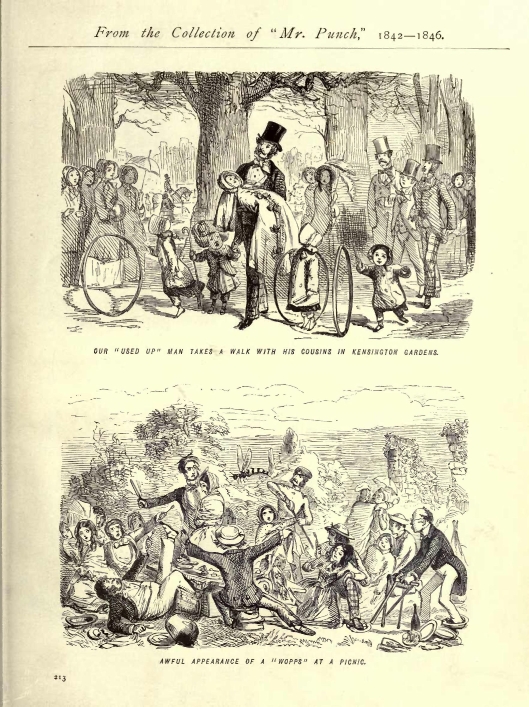 From the Collection of "Mr. Punch," 1842—1846.
OUR "USED UP" MAN TAKES A WALK WITH HIS COUSINS IN KENSINGTON GARDENS.
AWFUL APPEARANCE OF A "WOPPS" AT A PICNIC.
213